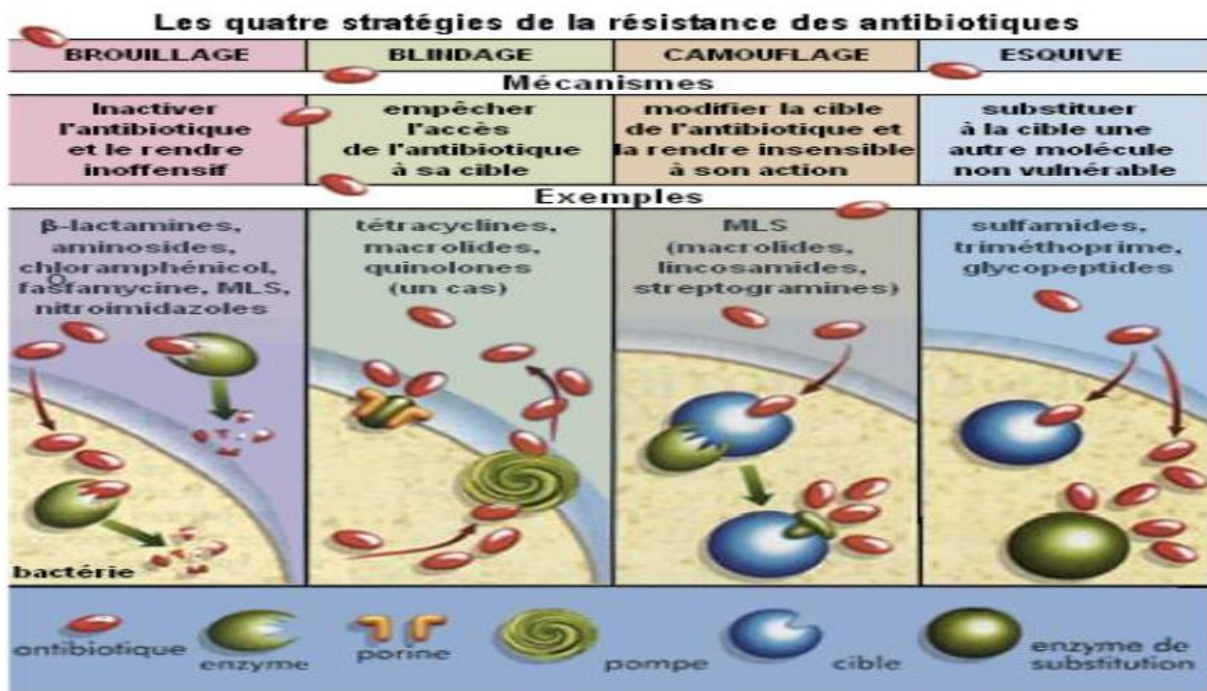 Les quatre stratégies de la résistance des antibiotiques
BROUILLAGE
BLINDAGE
CAMOUFLAGE
ESQUIVE
Mécanismes
Inactiver
l'antibiotique
et le rendre
inoffensif
empêcher
l'accès
de l'antibiotique
à sa cible
modifier la cible
de l'antibiotique et
la rendre insensible
à son action
substituer
à la cible une
autre molécule
non vulnérable
Exemples
β-lactamines,
aminosides,
chloramphénicol,
fosfamycine, MLS,
nitroimidazoles
tétracyclines,
macrolides,
quinolones
(un cas)
MLS
(macrolides,
lincosamides,
streptogramines)
sulfamides,
triméthoprime,
glycopeptides
bactérie
antibiotique
enzyme
porine
pompe
cible
enzyme de
substitution